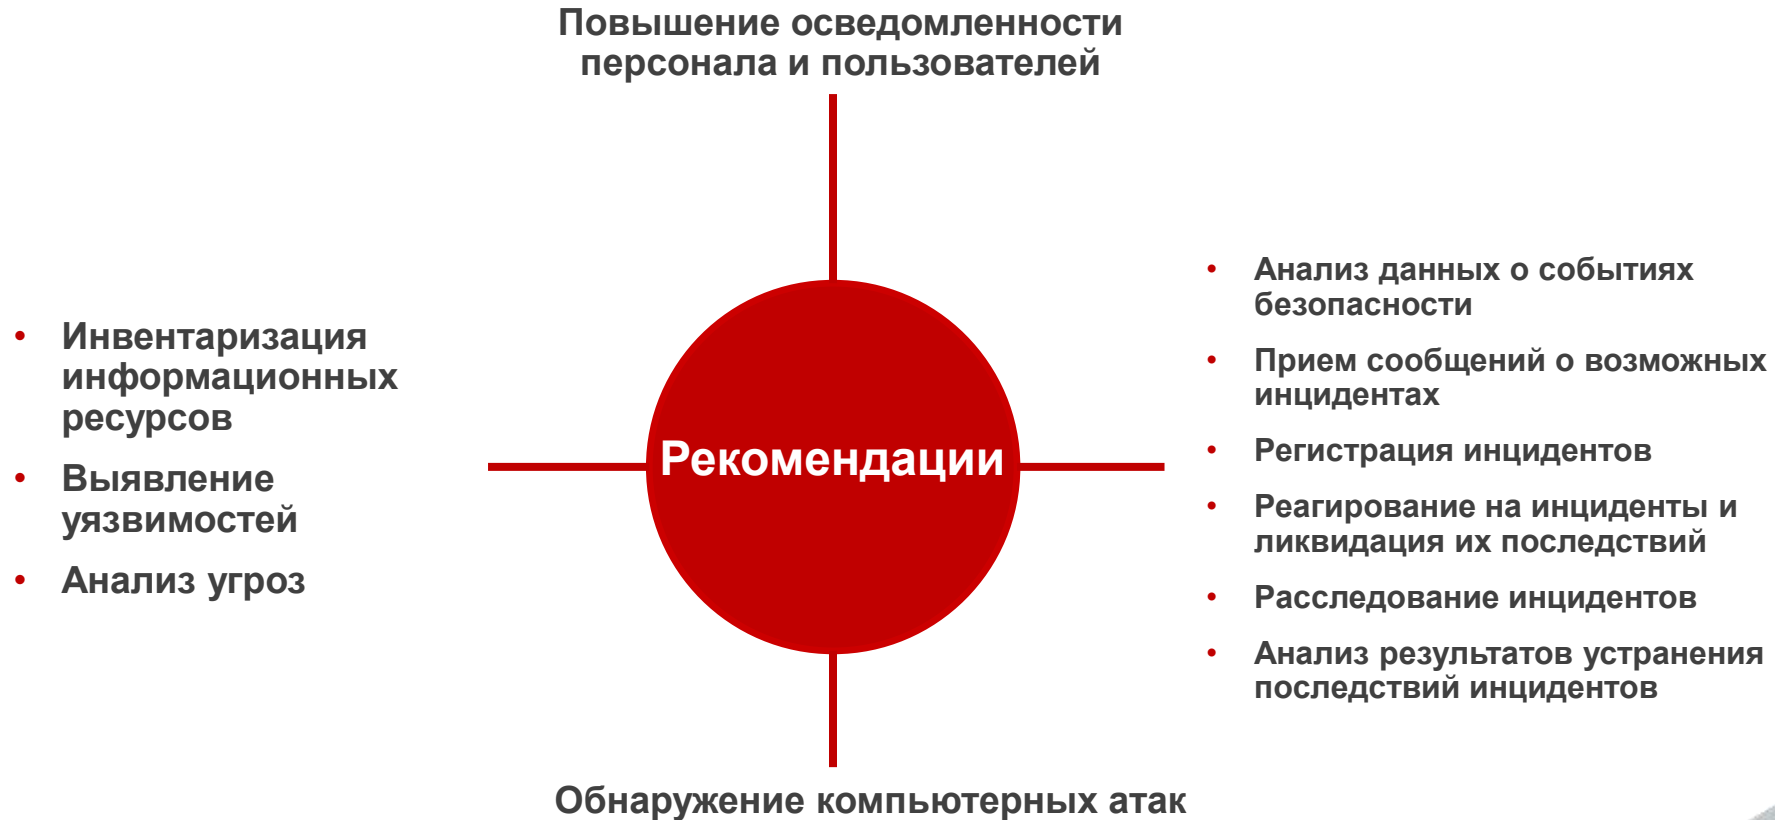 Повышение осведомленности
персонала и пользователей
• Инвентаризация
информационных
ресурсов
• Выявление
уязвимостей
• Анализ угроз
Рекомендации
• Анализ данных о событиях
безопасности
• Прием сообщений о возможных
инцидентах
• Регистрация инцидентов
• Реагирование на инциденты и
ликвидация их последствий
• Расследование инцидентов
• Анализ результатов устранения
последствий инцидентов
Обнаружение компьютерных атак